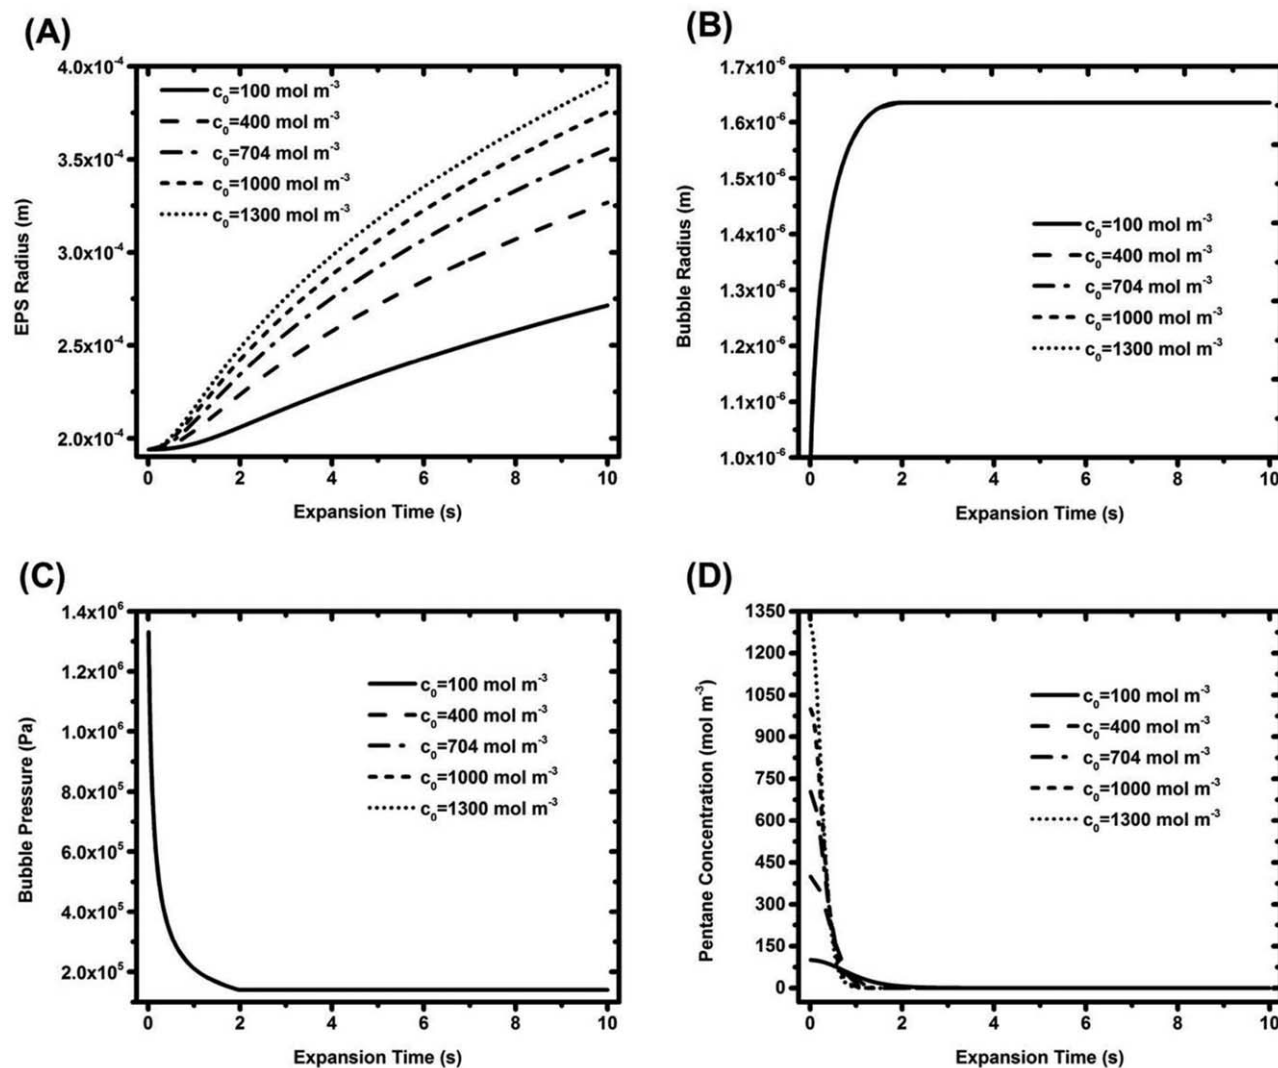 (A)
4.0x10⁻⁴
3.5x10⁻⁴
3.0x10⁻⁴
2.5x10⁻⁴
2.0x10⁻⁴
EPS Radius (m)
c₀=100 mol m⁻³
c₀=400 mol m⁻³
c₀=704 mol m⁻³
c₀=1000 mol m⁻³
c₀=1300 mol m⁻³
0 2 4 6 8 10
Expansion Time (s)
(B)
1.7x10⁻⁶
1.6x10⁻⁶
1.5x10⁻⁶
1.4x10⁻⁶
1.3x10⁻⁶
1.2x10⁻⁶
1.1x10⁻⁶
1.0x10⁻⁶
Bubble Radius (m)
c₀=100 mol m⁻³
c₀=400 mol m⁻³
c₀=704 mol m⁻³
c₀=1000 mol m⁻³
c₀=1300 mol m⁻³
0 2 4 6 8 10
Expansion Time (s)
(C)
1.4x10⁶
1.2x10⁶
1.0x10⁶
8.0x10⁵
6.0x10⁵
4.0x10⁵
2.0x10⁵
Bubble Pressure (Pa)
c₀=100 mol m⁻³
c₀=400 mol m⁻³
c₀=704 mol m⁻³
c₀=1000 mol m⁻³
c₀=1300 mol m⁻³
0 2 4 6 8 10
Expansion Time (s)
(D)
1350
1200
1050
900
750
600
450
300
150
0
Pentane Concentration (mol m⁻³)
c₀=100 mol m⁻³
c₀=400 mol m⁻³
c₀=704 mol m⁻³
c₀=1000 mol m⁻³
c₀=1300 mol m⁻³
0 2 4 6 8 10
Expansion Time (s)